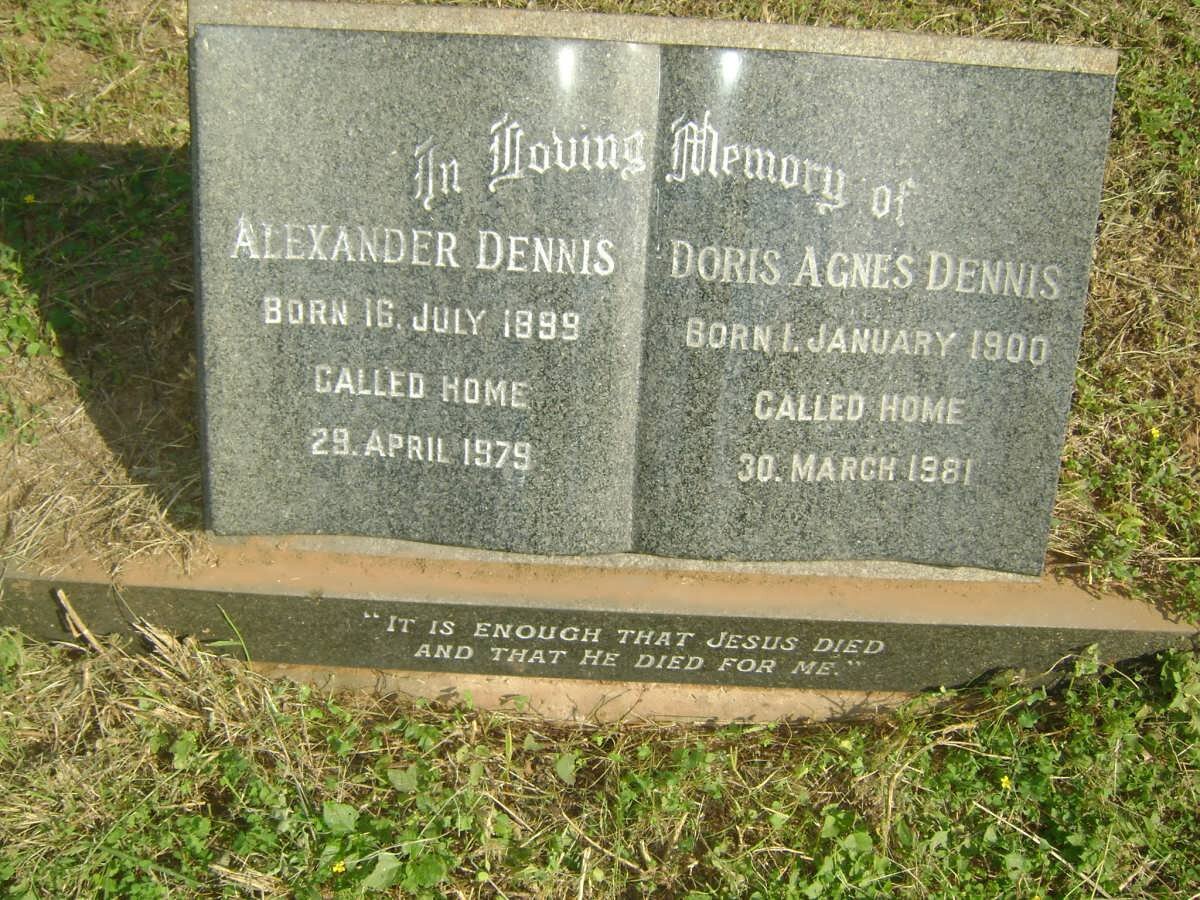 In Loving Memory of
ALEXANDER DENNIS
BORN 16. JULY 1899
CALLED HOME
29. APRIL 1979
DORIS AGNES DENNIS
BORN 1. JANUARY 1900
CALLED HOME
30. MARCH 1981
"IT IS ENOUGH THAT JESUS DIED
AND THAT HE DIED FOR ME."